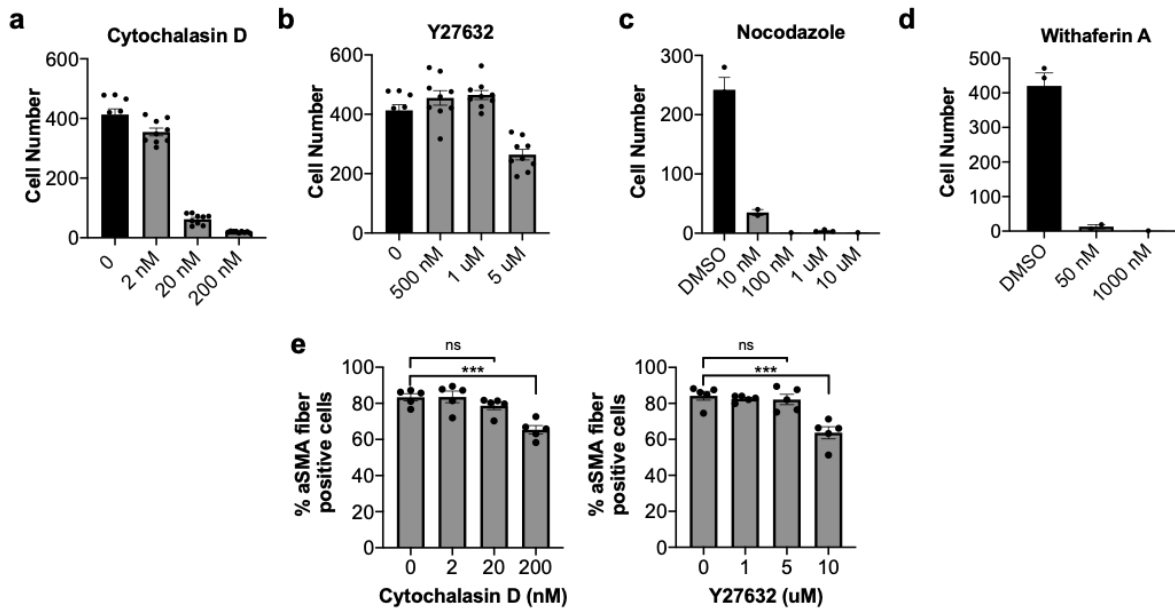 a
Cytochalasin D
Cell Number
600
400
200
0
0
2 nM
20 nM
200 nM
b
Y27632
Cell Number
600
400
200
0
0
500 nM
1 uM
5 uM
c
Nocodazole
Cell Number
300
200
100
0
DMSO
10 nM
100 nM
1 uM
10 uM
d
Withaferin A
Cell Number
500
400
300
200
100
0
DMSO
50 nM
1000 nM
e
ns
***
% aSMA fiber
positive cells
100
80
60
40
20
0
0 2 20 200
Cytochalasin D (nM)
ns
***
% aSMA fiber
positive cells
100
80
60
40
20
0
0 1 5 10
Y27632 (uM)